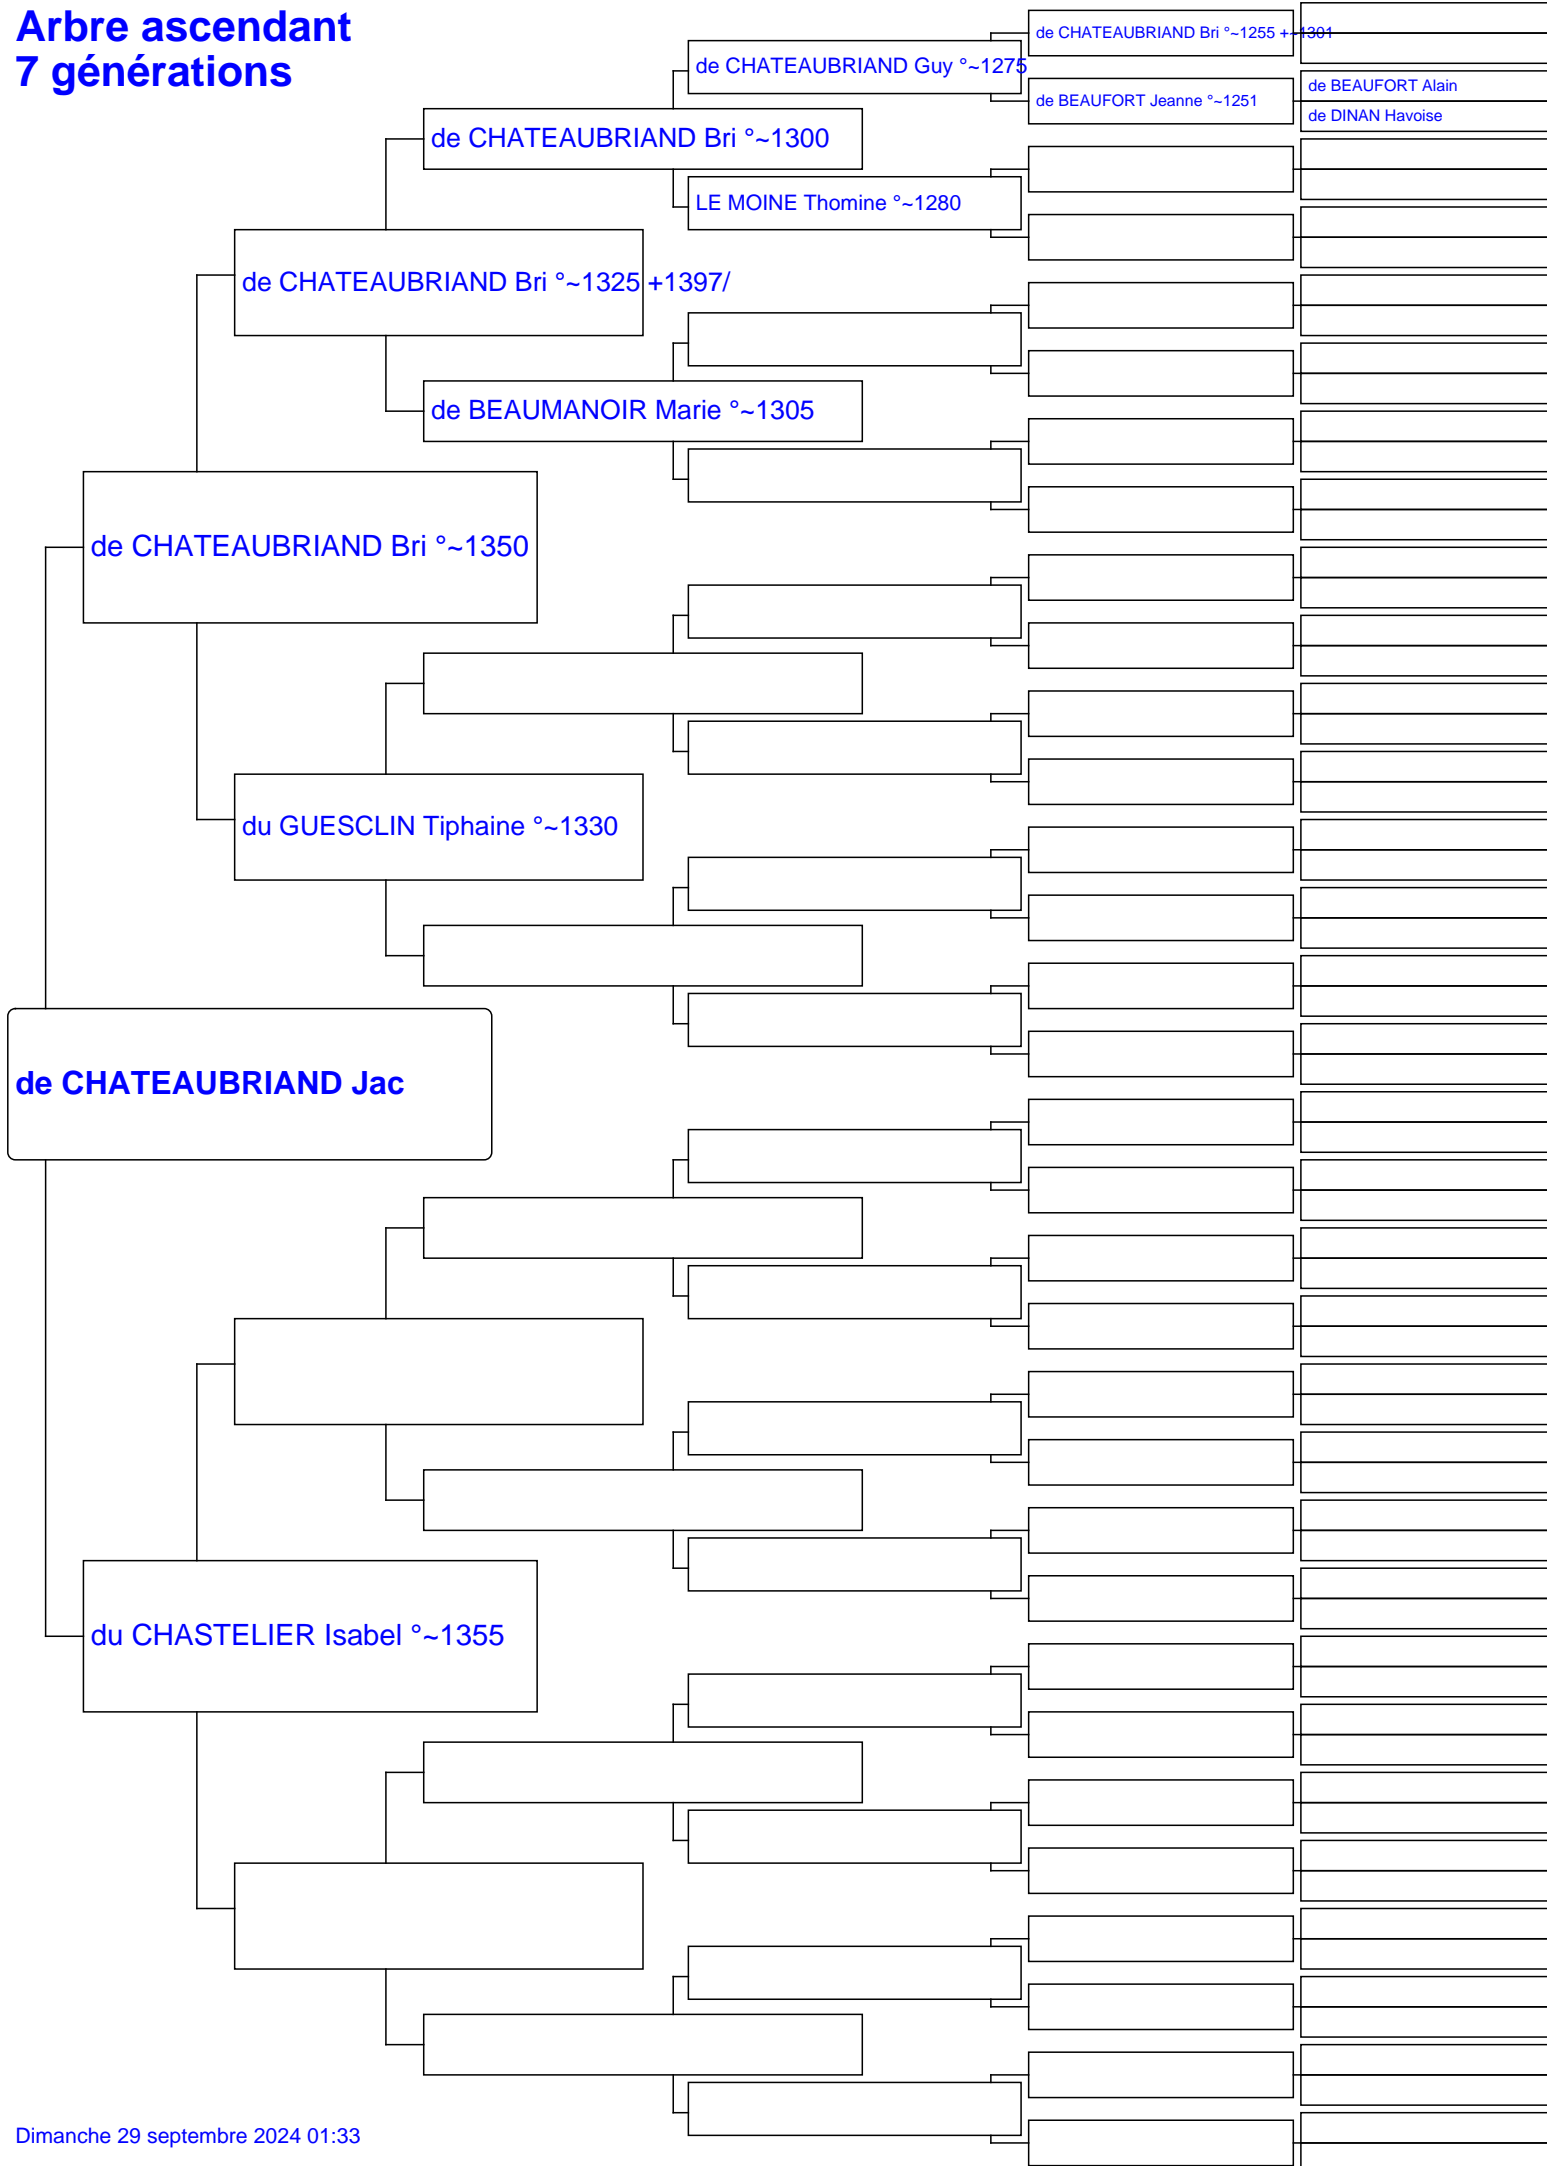 Arbre ascendant
7 générations
de CHATEAUBRIAND Bri °~1255 +~1301
de CHATEAUBRIAND Guy °~1275
de BEAUFORT Alain
de BEAUFORT Jeanne °~1251
de DINAN Havoise
de CHATEAUBRIAND Bri °~1300
LE MOINE Thomine °~1280
de CHATEAUBRIAND Bri °~1325 +1397/
de BEAUMANOIR Marie °~1305
de CHATEAUBRIAND Bri °~1350
du GUESCLIN Tiphaine °~1330
de CHATEAUBRIAND Jac
du CHASTELIER Isabel °~1355
Dimanche 29 septembre 2024 01:33